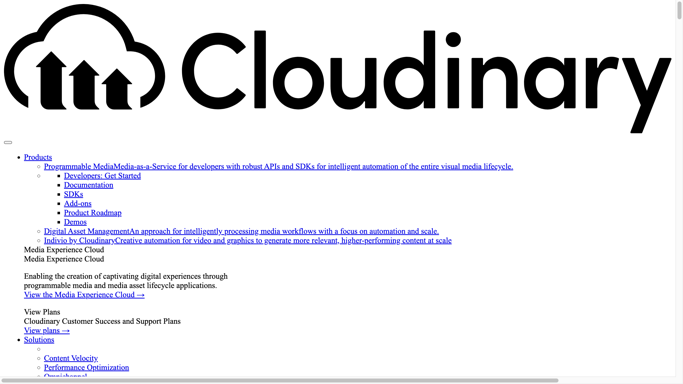 Cloudinary
Products
Programmable MediaMedia-as-a-Service for developers with robust APIs and SDKs for intelligent automation of the entire visual media lifecycle.
Developers: Get Started
Documentation
SDKs
Add-ons
Product Roadmap
Demos
Digital Asset ManagementAn approach for intelligently processing media workflows with a focus on automation and scale.
Indivio by CloudinaryCreative automation for video and graphics to generate more relevant, higher-performing content at scale
Media Experience Cloud
Media Experience Cloud
Enabling the creation of captivating digital experiences through
programmable media and media asset lifecycle applications.
View the Media Experience Cloud →
View Plans
Cloudinary Customer Success and Support Plans
View plans →
Solutions
Content Velocity
Performance Optimization
Omnichannel